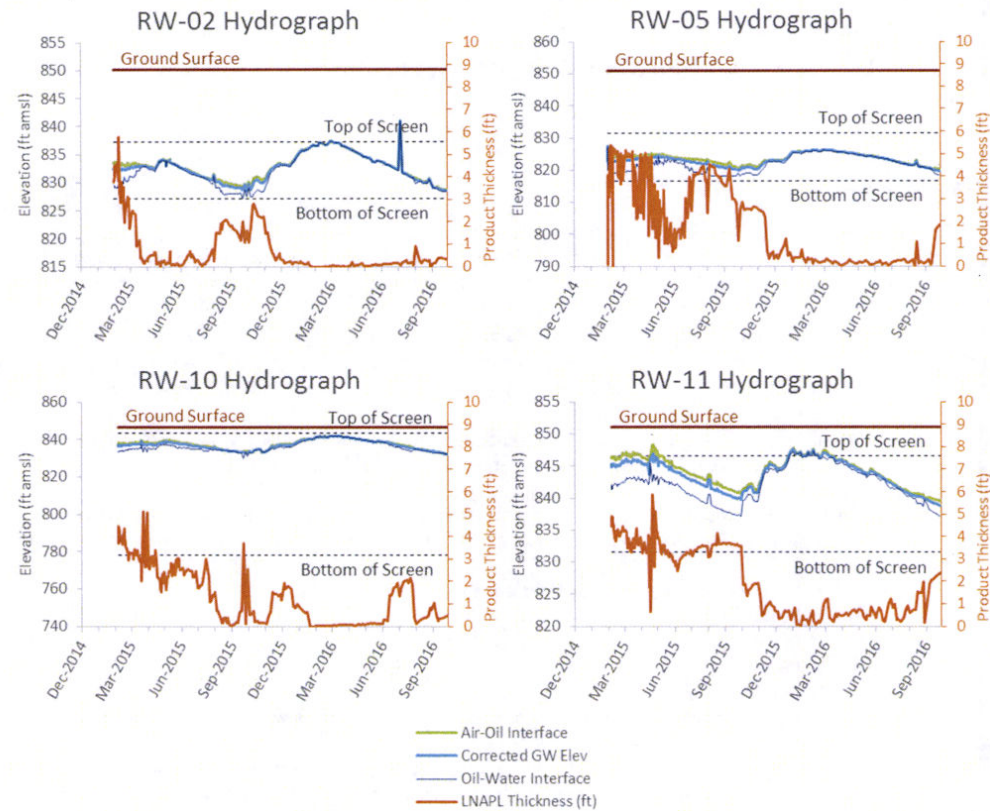 RW-02 Hydrograph
855
850
845
840
835
830
825
820
815
Elevation (ft amsl)
Ground Surface
Top of Screen
Bottom of Screen
10
9
8
7
6
5
4
3
2
1
0
Product Thickness (ft)
Dec-2014
Mar-2015
Jun-2015
Sep-2015
Dec-2015
Mar-2016
Jun-2016
Sep-2016
RW-05 Hydrograph
860
850
840
830
820
810
800
790
Elevation (ft amsl)
Ground Surface
Top of Screen
Bottom of Screen
10
9
8
7
6
5
4
3
2
1
0
Product Thickness (ft)
Dec-2014
Mar-2015
Jun-2015
Sep-2015
Dec-2015
Mar-2016
Jun-2016
Sep-2016
RW-10 Hydrograph
860
840
820
800
780
760
740
Elevation (ft amsl)
Ground Surface
Top of Screen
Bottom of Screen
10
9
8
7
6
5
4
3
2
1
0
Product Thickness (ft)
Dec-2014
Mar-2015
Jun-2015
Sep-2015
Dec-2015
Mar-2016
Jun-2016
Sep-2016
RW-11 Hydrograph
855
850
845
840
835
830
825
820
Elevation (ft amsl)
Ground Surface
Top of Screen
Bottom of Screen
10
9
8
7
6
5
4
3
2
1
0
Product Thickness (ft)
Dec-2014
Mar-2015
Jun-2015
Sep-2015
Dec-2015
Mar-2016
Jun-2016
Sep-2016
Air-Oil Interface
Corrected GW Elev
Oil-Water Interface
LNAPL Thickness (ft)